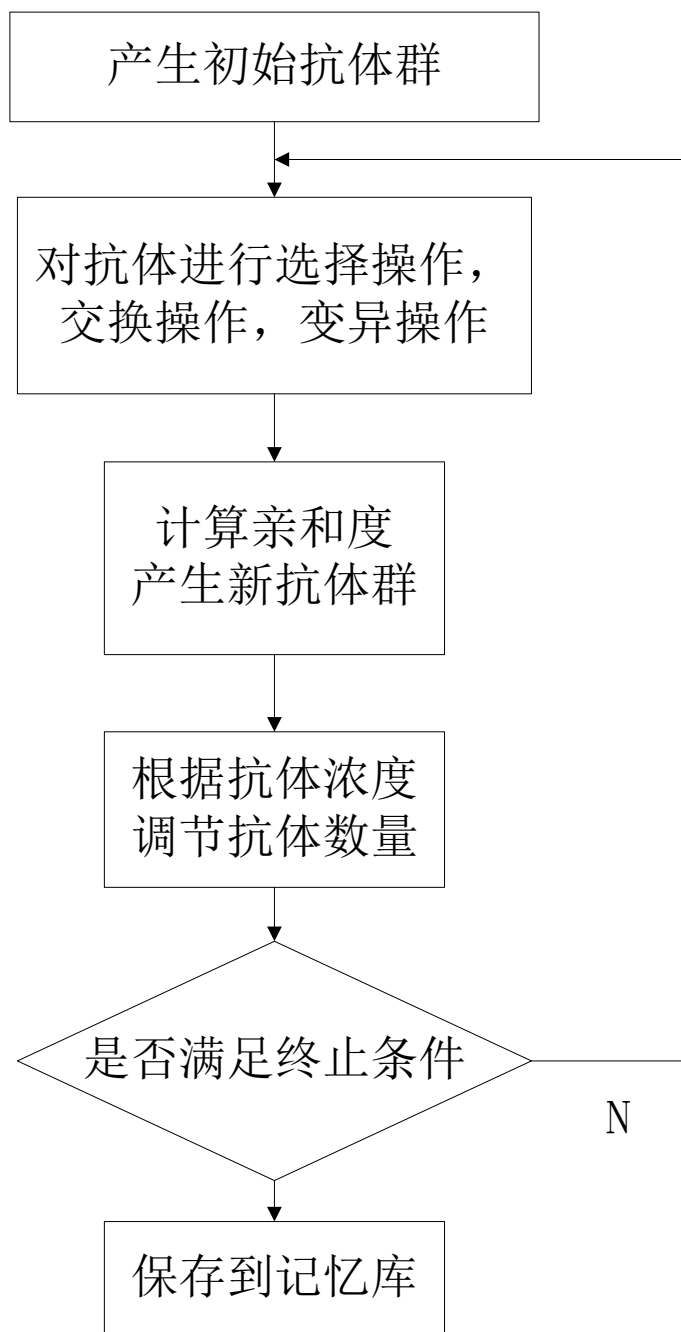 产生初始抗体群
对抗体进行选择操作，
交换操作，变异操作
计算亲和度
产生新抗体群
根据抗体浓度
调节抗体数量
是否满足终止条件
N
保存到记忆库